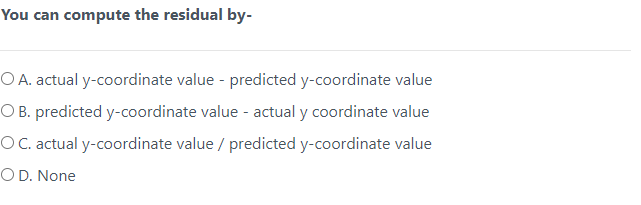 You can compute the residual by-
A. actual y-coordinate value - predicted y-coordinate value
B. predicted y-coordinate value - actual y coordinate value
C. actual y-coordinate value / predicted y-coordinate value
D. None